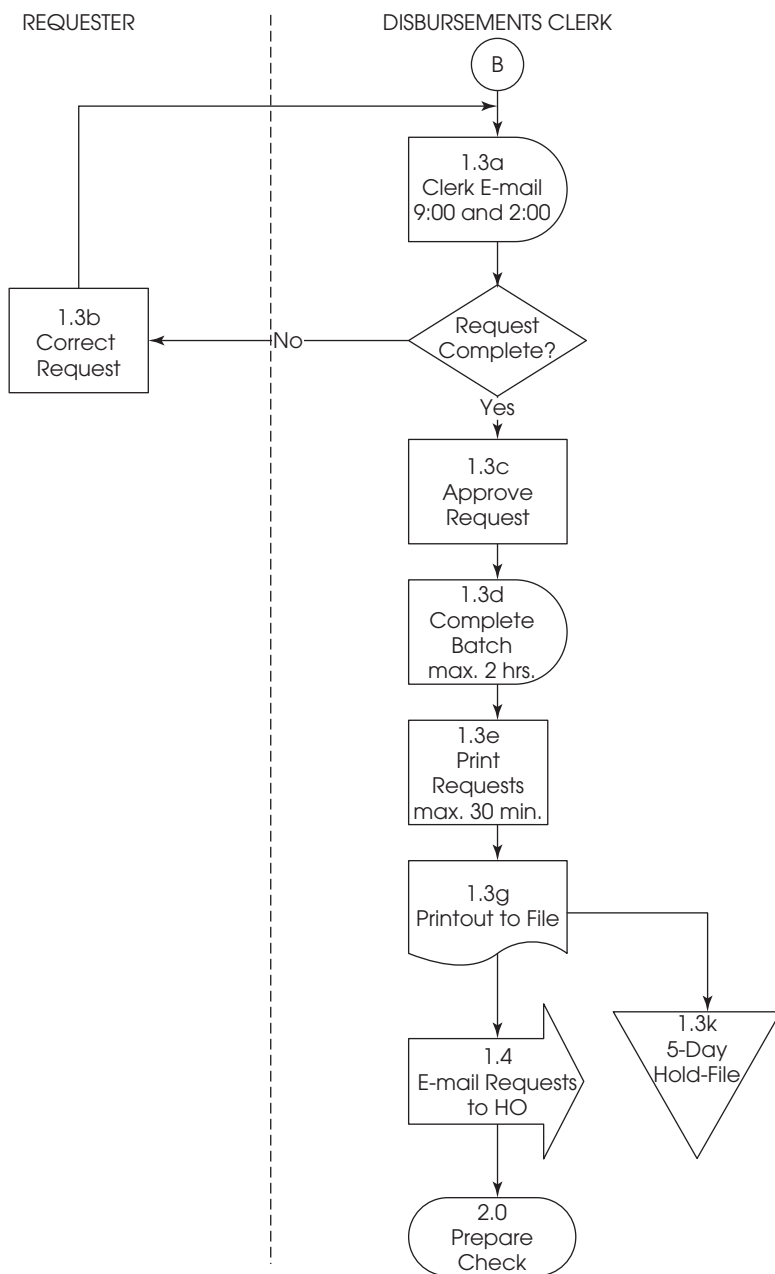 REQUESTER
DISBURSEMENTS CLERK
B
1.3a
Clerk E-mail
9:00 and 2:00
Request
Complete?
No
1.3b
Correct
Request
Yes
1.3c
Approve
Request
1.3d
Complete
Batch
max. 2 hrs.
1.3e
Print
Requests
max. 30 min.
1.3g
Printout to File
1.3k
5-Day
Hold-File
1.4
E-mail Requests
to HO
2.0
Prepare
Check